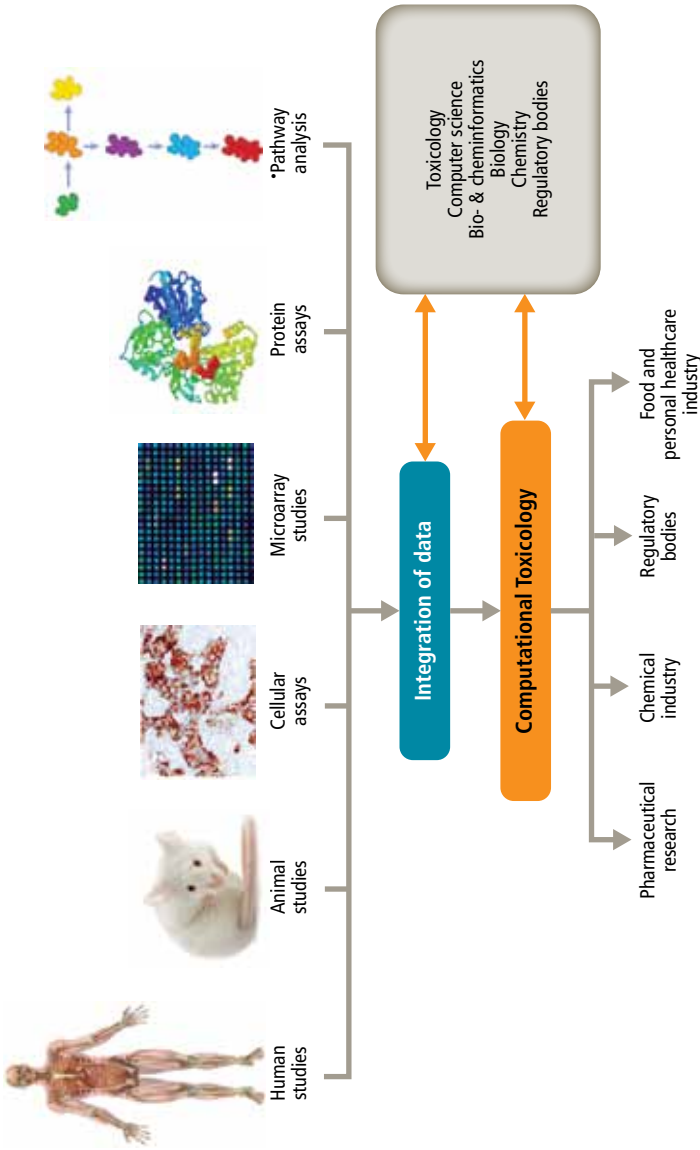 Human
studies
Animal
studies
Cellular
assays
Microarray
studies
Protein
assays
•Pathway
analysis
Integration of data
Computational Toxicology
Toxicology
Computer science
Bio- & cheminformatics
Biology
Chemistry
Regulatory bodies
Pharmaceutical
research
Chemical
industry
Regulatory
bodies
Food and
personal healthcare
industry